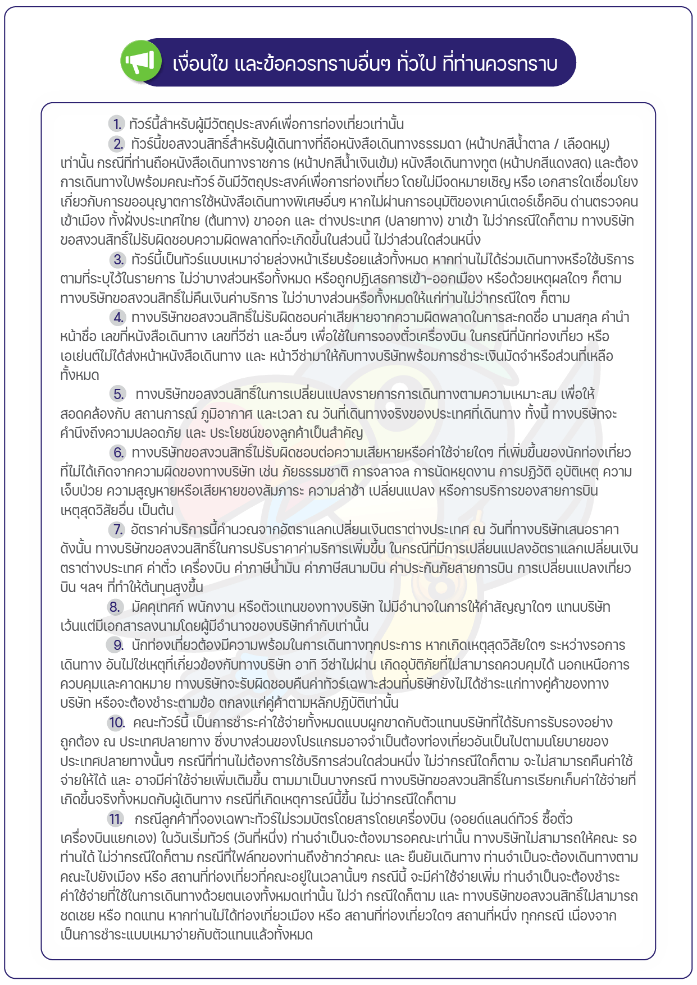 เงื่อนไข และข้อควรทราบอื่นๆ ทั่วไป ที่ท่านควรทราบ
1. ทัวร์นี้สำหรับผู้มีวัตถุประสงค์เพื่อการท่องเที่ยวเท่านั้น
2. ทัวร์นี้ขอสงวนสิทธิ์สำหรับผู้เดินทางที่ถือหนังสือเดินทางธรรมดา (หน้าปกสีน้ำตาล / เลือดหมู)
เท่านั้น กรณีที่ท่านถือหนังสือเดินทางราชการ (หน้าปกสีน้ำเงินเข้ม) หนังสือเดินทางทูต (หน้าปกสีแดงสด) และต้อง
การเดินทางไปพร้อมคณะทัวร์ อันมีวัตถุประสงค์เพื่อการท่องเที่ยว โดยไม่มีจดหมายเชิญ หรือ เอกสารใดเชื่อมโยง
เกี่ยวกับการขออนุญาตการใช้หนังสือเดินทางพิเศษอื่นๆ หากไม่ผ่านการอนุมัติของเคาน์เตอร์เช็คอิน ด่านตรวจคน
เข้าเมือง ทั้งฝั่งประเทศไทย (ต้นทาง) ขาออก และ ต่างประเทศ (ปลายทาง) ขาเข้า ไม่ว่ากรณีใดก็ตาม ทางบริษัท
ขอสงวนสิทธิ์ไม่รับผิดชอบความผิดพลาดที่จะเกิดขึ้นในส่วนนี้ ไม่ว่าส่วนใดส่วนหนึ่ง
3. ทัวร์นี้เป็นทัวร์แบบเหมาจ่ายล่วงหน้าเรียบร้อยแล้วทั้งหมด หากท่านไม่ได้ร่วมเดินทางหรือใช้บริการ
ตามที่ระบุไว้ในรายการ ไม่ว่าบางส่วนหรือทั้งหมด หรือถูกปฏิเสธการเข้า-ออกเมือง หรือด้วยเหตุผลใดๆ ก็ตาม
ทางบริษัทขอสงวนสิทธิ์ไม่คืนเงินค่าบริการ ไม่ว่าบางส่วนหรือทั้งหมดให้แก่ท่านไม่ว่ากรณีใดๆ ก็ตาม
4. ทางบริษัทขอสงวนสิทธิ์ไม่รับผิดชอบค่าเสียหายจากความผิดพลาดในการสะกดชื่อ นามสกุล คำนำ
หน้าชื่อ เลขที่หนังสือเดินทาง เลขที่วีซ่า และอื่นๆ เพื่อใช้ในการจองตั๋วเครื่องบิน ในกรณีที่นักท่องเที่ยว หรือ
เอเย่นต์ไม่ได้ส่งหน้าหนังสือเดินทาง และ หน้าวีซ่ามาให้กับทางบริษัทพร้อมการชำระเงินมัดจำหรือส่วนที่เหลือ
ทั้งหมด
5. ทางบริษัทขอสงวนสิทธิ์ในการเปลี่ยนแปลงรายการการเดินทางตามความเหมาะสม เพื่อให้
สอดคล้องกับ สถานการณ์ ภูมิอากาศ และเวลา ณ วันที่เดินทางจริงของประเทศที่เดินทาง ทั้งนี้ ทางบริษัทจะ
คำนึงถึงความปลอดภัย และ ประโยชน์ของลูกค้าเป็นสำคัญ
6. ทางบริษัทขอสงวนสิทธิ์ไม่รับผิดชอบต่อความเสียหายหรือค่าใช้จ่ายใดๆ ที่เพิ่มขึ้นของนักท่องเที่ยว
ที่ไม่ได้เกิดจากความผิดของทางบริษัท เช่น ภัยธรรมชาติ การจลาจล การนัดหยุดงาน การปฏิวัติ อุบัติเหตุ ความ
เจ็บป่วย ความสูญหายหรือเสียหายของสัมภาระ ความล่าช้า เปลี่ยนแปลง หรือการบริการของสายการบิน
เหตุสุดวิสัยอื่น เป็นต้น
7. อัตราค่าบริการนี้คำนวณจากอัตราแลกเปลี่ยนเงินตราต่างประเทศ ณ วันที่ทางบริษัทเสนอราคา
ดังนั้น ทางบริษัทขอสงวนสิทธิ์ในการปรับราคาค่าบริการเพิ่มขึ้น ในกรณีที่มีการเปลี่ยนแปลงอัตราแลกเปลี่ยนเงิน
ตราต่างประเทศ ค่าตั๋ว เครื่องบิน ค่าภาษีน้ำมัน ค่าภาษีสนามบิน ค่าประกันภัยสายการบิน การเปลี่ยนแปลงเที่ยว
บิน ฯลฯ ที่ทำให้ต้นทุนสูงขึ้น
8. มัคคุเทศก์ พนักงาน หรือตัวแทนของทางบริษัท ไม่มีอำนาจในการให้คำสัญญาใดๆ แทนบริษัท
เว้นแต่มีเอกสารลงนามโดยผู้มีอำนาจของบริษัทกำกับเท่านั้น
9. นักท่องเที่ยวต้องมีความพร้อมในการเดินทางทุกประการ หากเกิดเหตุสุดวิสัยใดๆ ระหว่างรอการ
เดินทาง อันไม่ใช่เหตุที่เกี่ยวข้องกับทางบริษัท อาทิ วีซ่าไม่ผ่าน เกิดอุบัติภัยที่ไม่สามารถควบคุมได้ นอกเหนือการ
ควบคุมและคาดหมาย ทางบริษัทจะรับผิดชอบคืนค่าทัวร์เฉพาะส่วนที่บริษัทยังไม่ได้ชำระแก่ทางคู่ค้าของทาง
บริษัท หรือจะต้องชำระตามข้อ ตกลงแก่คู่ค้าตามหลักปฏิบัติเท่านั้น
10. คณะทัวร์นี้ เป็นการชำระค่าใช้จ่ายทั้งหมดแบบผูกขาดกับตัวแทนบริษัทที่ได้รับการรับรองอย่าง
ถูกต้อง ณ ประเทศปลายทาง ซึ่งบางส่วนของโปรแกรมอาจจำเป็นต้องท่องเที่ยวอันเป็นไปตามนโยบายของ
ประเทศปลายทางนั้นๆ กรณีที่ท่านไม่ต้องการใช้บริการส่วนใดส่วนหนึ่ง ไม่ว่ากรณีใดก็ตาม จะไม่สามารถคืนค่าใช้
จ่ายให้ได้ และ อาจมีค่าใช้จ่ายเพิ่มเติมขึ้น ตามมาเป็นบางกรณี ทางบริษัทขอสงวนสิทธิ์ในการเรียกเก็บค่าใช้จ่ายที่
เกิดขึ้นจริงทั้งหมดกับผู้เดินทาง กรณีที่เกิดเหตุการณ์นี้ขึ้น ไม่ว่ากรณีใดก็ตาม
11. กรณีลูกค้าที่จองเฉพาะทัวร์ไม่รวมบัตรโดยสารโดยเครื่องบิน (จอยด์แลนด์ทัวร์ ซื้อตั๋ว
เครื่องบินแยกเอง) ในวันเริ่มทัวร์ (วันที่หนึ่ง) ท่านจำเป็นจะต้องมารอคณะเท่านั้น ทางบริษัทไม่สามารถให้คณะ รอ
ท่านได้ ไม่ว่ากรณีใดก็ตาม กรณีที่ไฟล์ทของท่านถึงช้ากว่าคณะ และ ยืนยันเดินทาง ท่านจำเป็นจะต้องเดินทางตาม
คณะไปยังเมือง หรือ สถานที่ท่องเที่ยวที่คณะอยู่ในเวลานั้นๆ กรณีนี้ จะมีค่าใช้จ่ายเพิ่ม ท่านจำเป็นจะต้องชำระ
ค่าใช้จ่ายที่ใช้ในการเดินทางด้วยตนเองทั้งหมดเท่านั้น ไม่ว่า กรณีใดก็ตาม และ ทางบริษัทขอสงวนสิทธิ์ไม่สามารถ
ชดเชย หรือ ทดแทน หากท่านไม่ได้ท่องเที่ยวเมือง หรือ สถานที่ท่องเที่ยวใดๆ สถานที่หนึ่ง ทุกกรณี เนื่องจาก
เป็นการชำระแบบเหมาจ่ายกับตัวแทนแล้วทั้งหมด